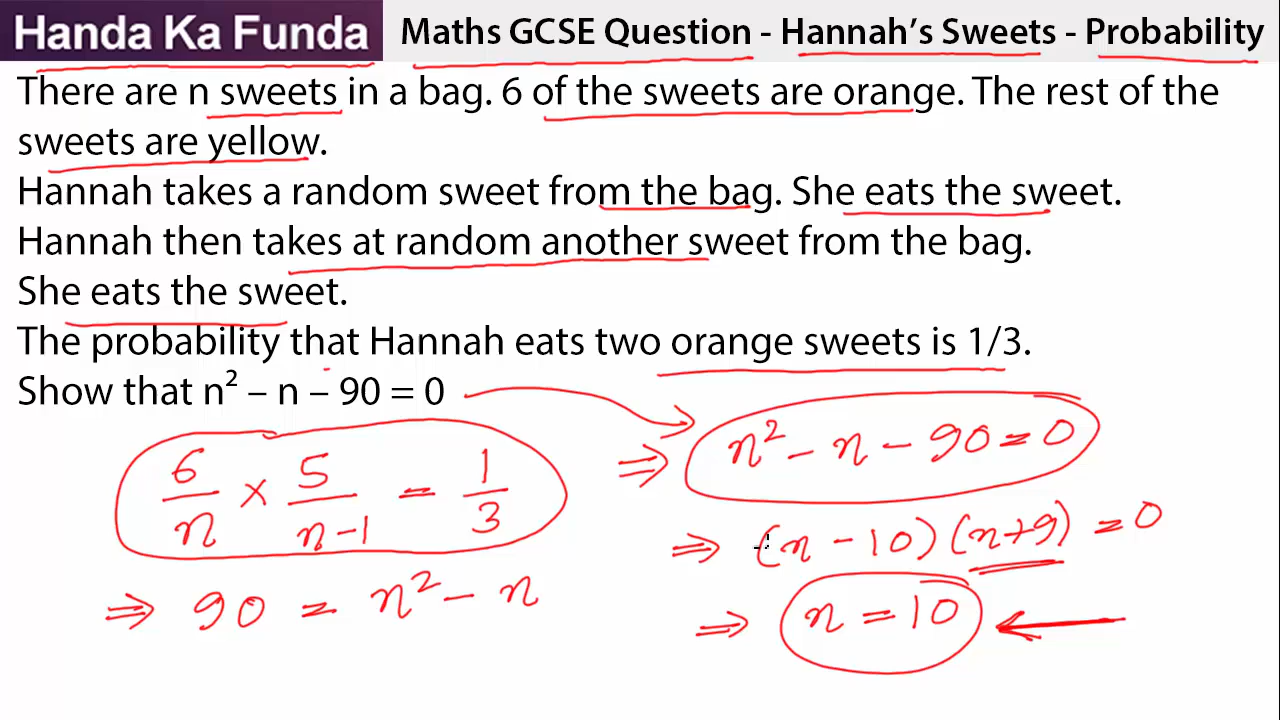 Handa Ka Funda
Maths GCSE Question - Hannah's Sweets - Probability
There are n sweets in a bag. 6 of the sweets are orange. The rest of the
sweets are yellow.
Hannah takes a random sweet from the bag. She eats the sweet.
Hannah then takes at random another sweet from the bag.
She eats the sweet.
The probability that Hannah eats two orange sweets is 1/3.
Show that n² – n – 90 = 0
6/n × 5/n-1 = 1/3
⇒ 90 = n² - n
⇒ n² - n - 90 = 0
⇒ (n - 10) (n+9) = 0
⇒ n = 10